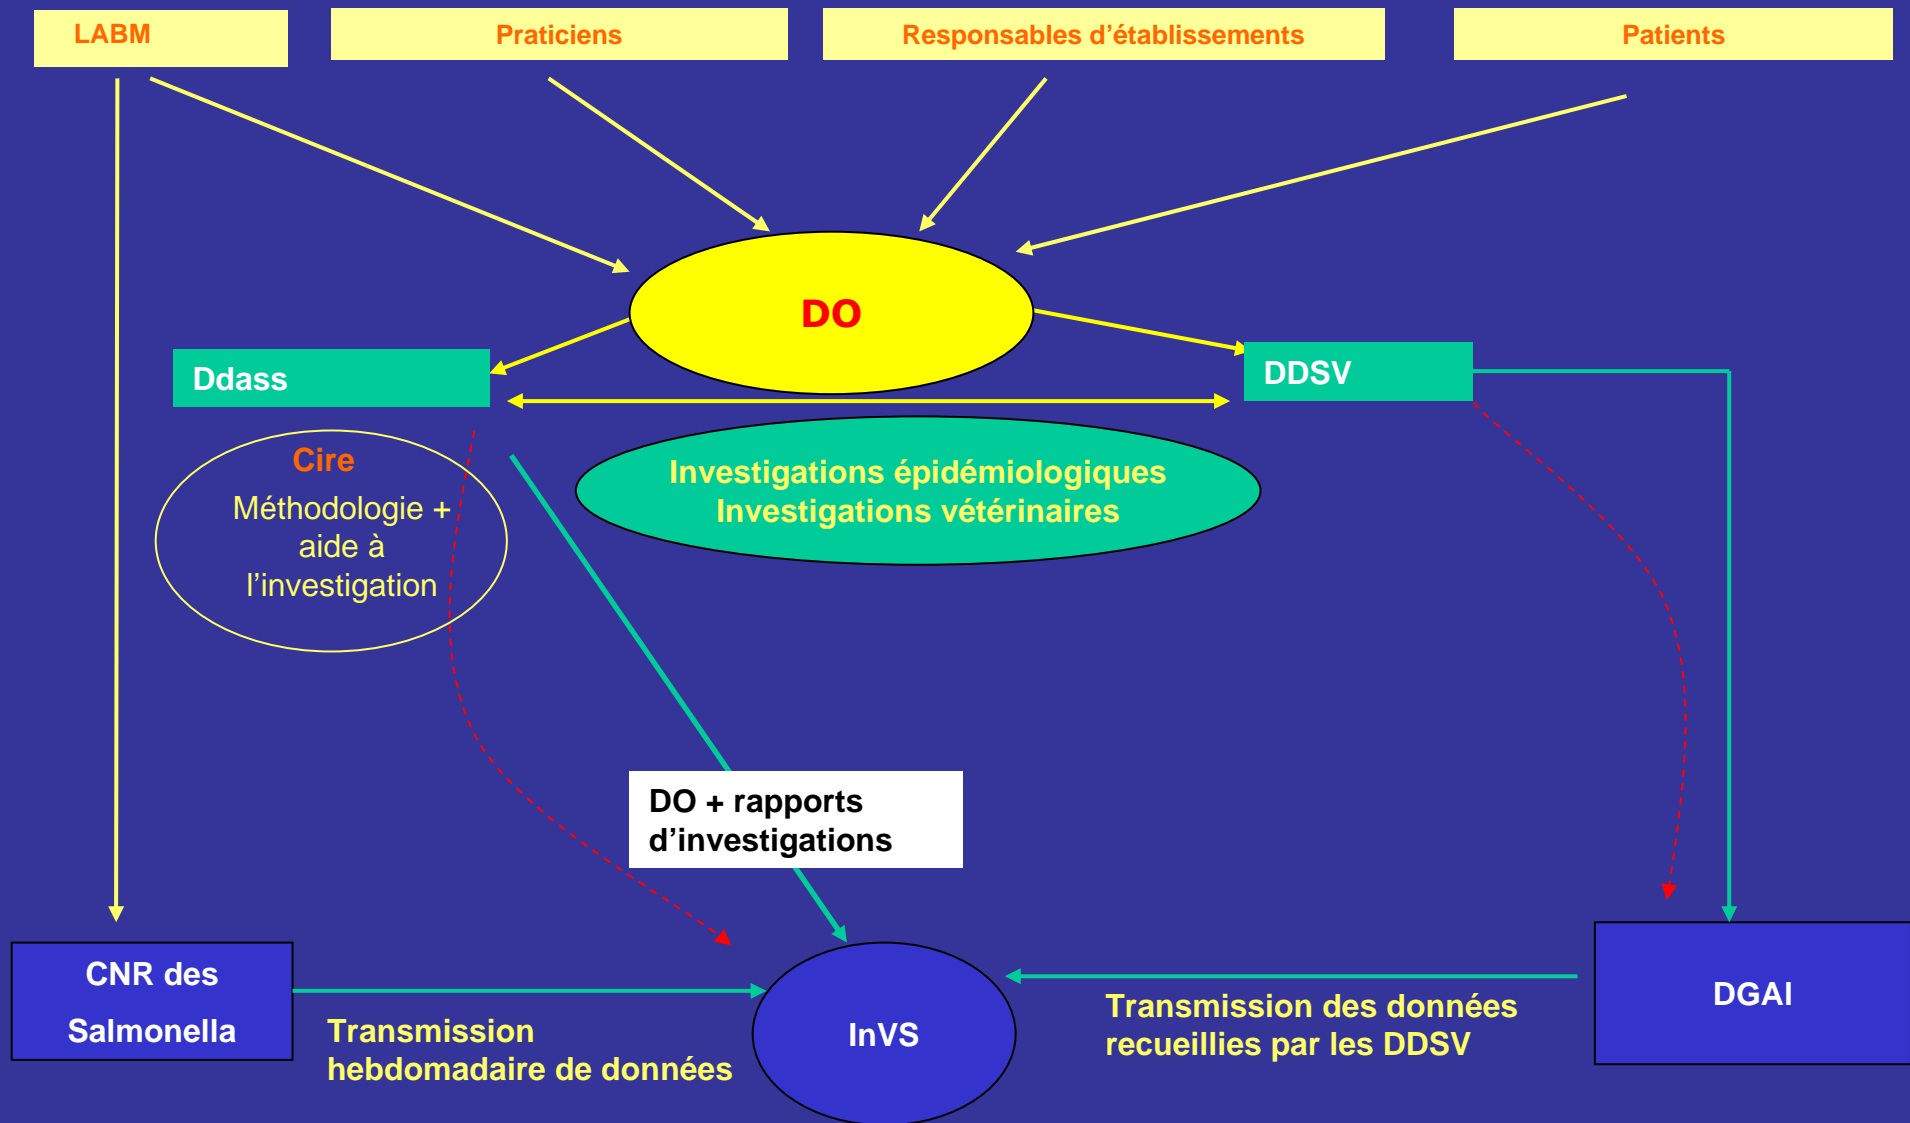 LABM
Praticiens
Responsables d’établissements
Patients
DO
Ddass
DDSV
Cire
Méthodologie +
aide à
l’investigation
Investigations épidémiologiques
Investigations vétérinaires
DO + rapports
d’investigations
CNR des
Salmonella
Transmission
hebdomadaire de données
InVS
Transmission des données
recueillies par les DDSV
DGAl